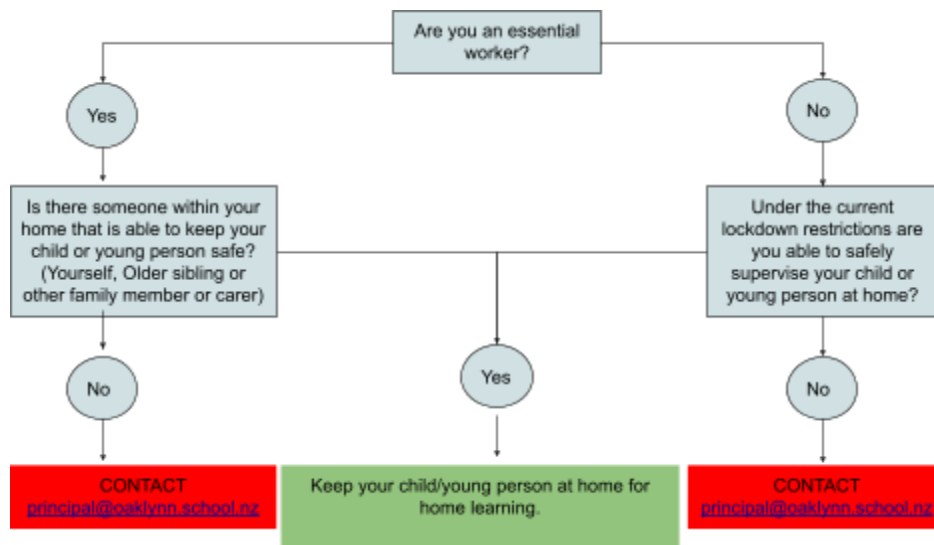 Are you an essential
worker?
Yes
No
Is there someone within your
home that is able to keep your
child or young person safe?
(Yourself, Older sibling or
other family member or carer)
Under the current
lockdown restrictions are
you able to safely
supervise your child or
young person at home?
No
Yes
No
CONTACT
principal@oaklynn.school.nz
Keep your child/young person at home for
home learning.
CONTACT
principal@oaklynn.school.nz